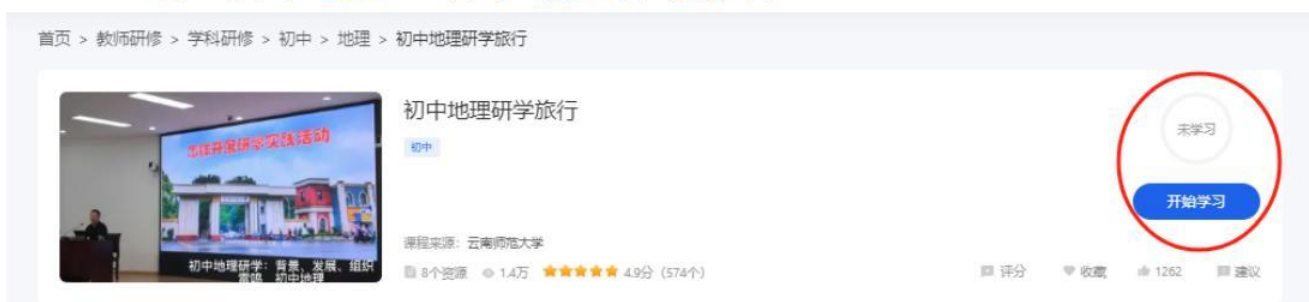 首页 > 教师研修 > 学科研修 > 初中 > 地理 > 初中地理研学旅行
怎样开展研学实践活动
初中地理研学：背景、发展、组织
雷鸣 初中地理
初中地理研学旅行
初中
课程来源：云南师范大学
8个资源 1.4万 4.9分（574个）
未学习
开始学习
评分 收藏 1262 建议